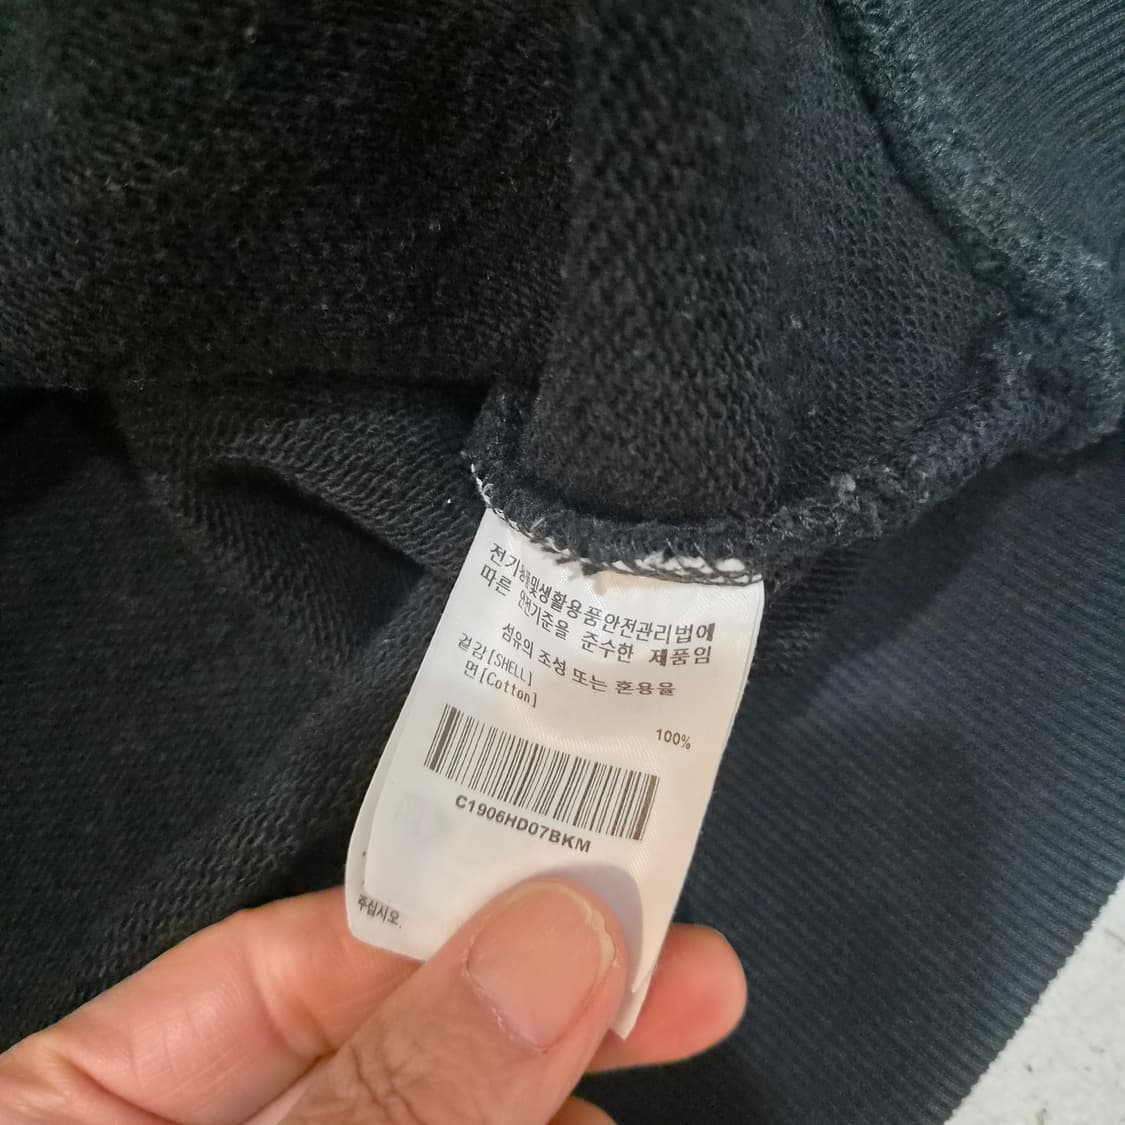 전기용품및생활용품안전관리법에
따른 안전기준을 준수한 제품임
섬유의 조성 또는 혼용율
겉감[SHELL]
면[Cotton]
100%
C1906HD07BKM
주십시오.